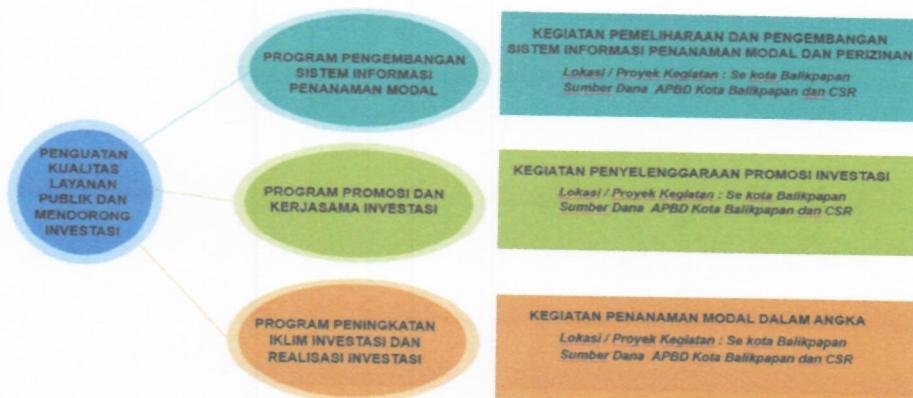 PENGUATAN
KUALITAS
LAYANAN
PUBLIK DAN
MENDORONG
INVESTASI
PROGRAM PENGEMBANGAN
SISTEM INFORMASI
PENANAMAN MODAL
KEGIATAN PEMELIHARAAN DAN PENGEMBANGAN
SISTEM INFORMASI PENANAMAN MODAL DAN PERIZINAN
Lokasi / Proyek Kegiatan : Se kota Balikpapan
Sumber Dana APBD Kota Balikpapan dan CSR
PROGRAM PROMOSI DAN
KERJASAMA INVESTASI
KEGIATAN PENYELENGGARAAN PROMOSI INVESTASI
Lokasi / Proyek Kegiatan : Se kota Balikpapan
Sumber Dana APBD Kota Balikpapan dan CSR
PROGRAM PENINGKATAN
IKLIM INVESTASI DAN
REALISASI INVESTASI
KEGIATAN PENANAMAN MODAL DALAM ANGKA
Lokasi / Proyek Kegiatan : Se kota Balikpapan
Sumber Dana APBD Kota Balikpapan dan CSR